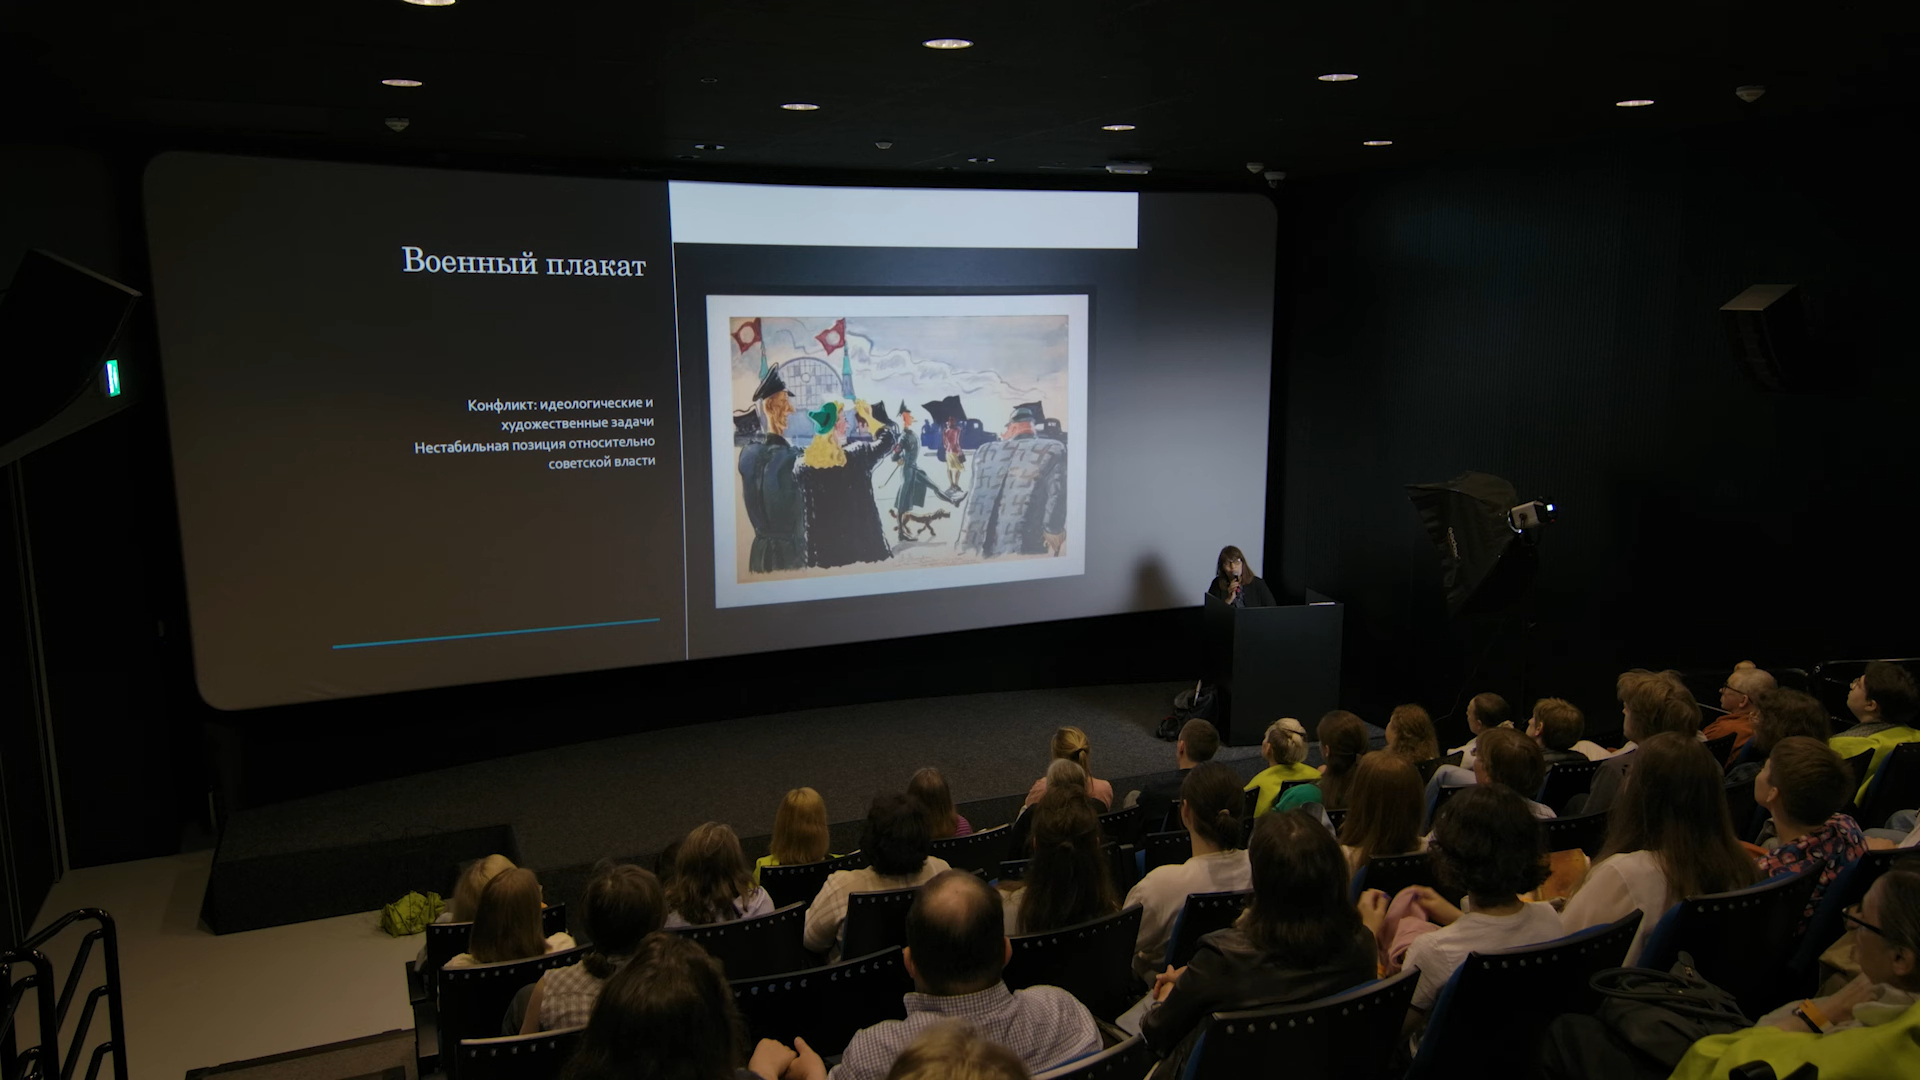 Военный плакат
Конфликт: идеологические и
художественные задачи
Нестабильная позиция относительно
советской власти